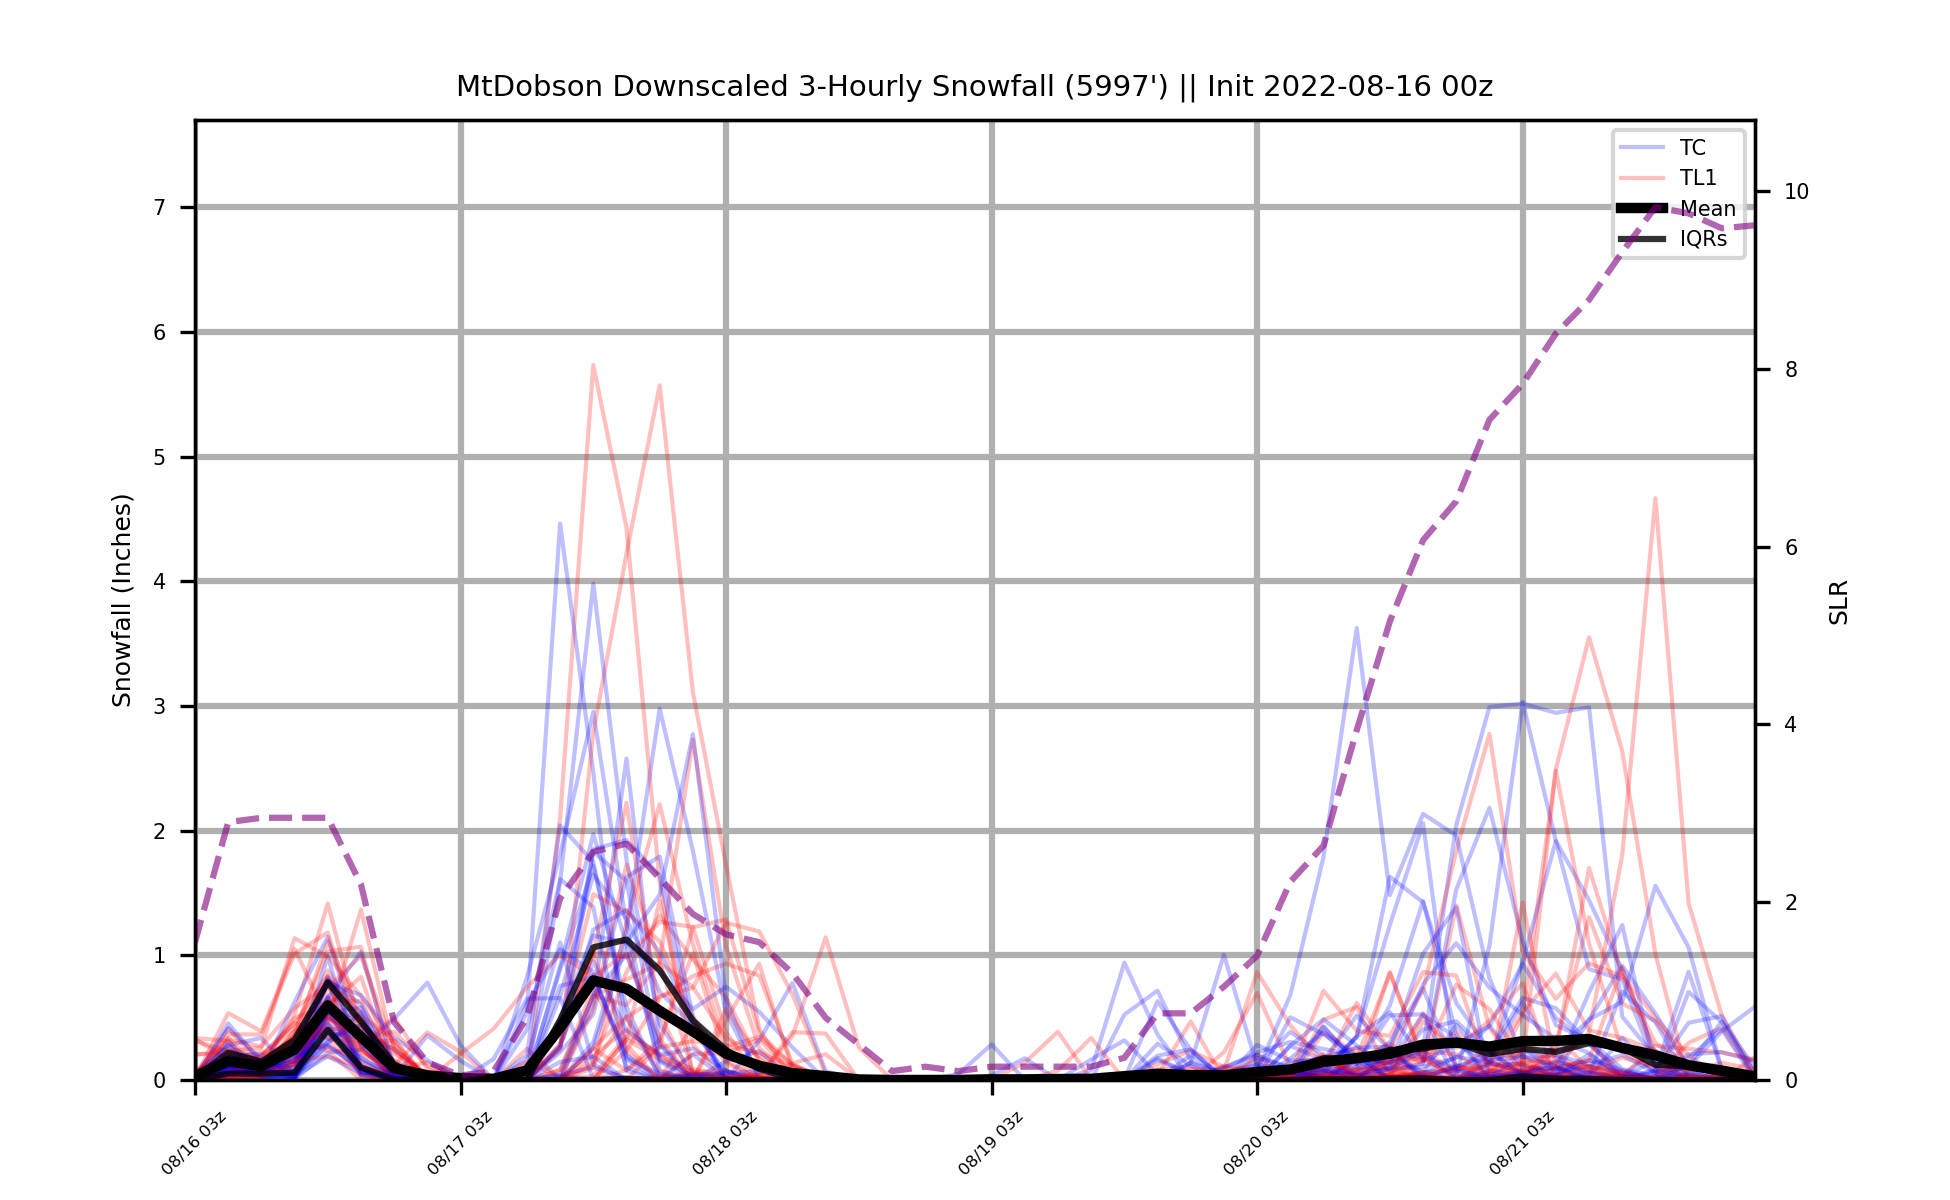 MtDobson Downscaled 3-Hourly Snowfall (5997') || Init 2022-08-16 00z
TC
TL1
Mean
IQRs
Snowfall (Inches)
7
6
5
4
3
2
1
0
10
8
6
4
2
0
SLR
08/16 03z
08/17 03z
08/18 03z
08/19 03z
08/20 03z
08/21 03z